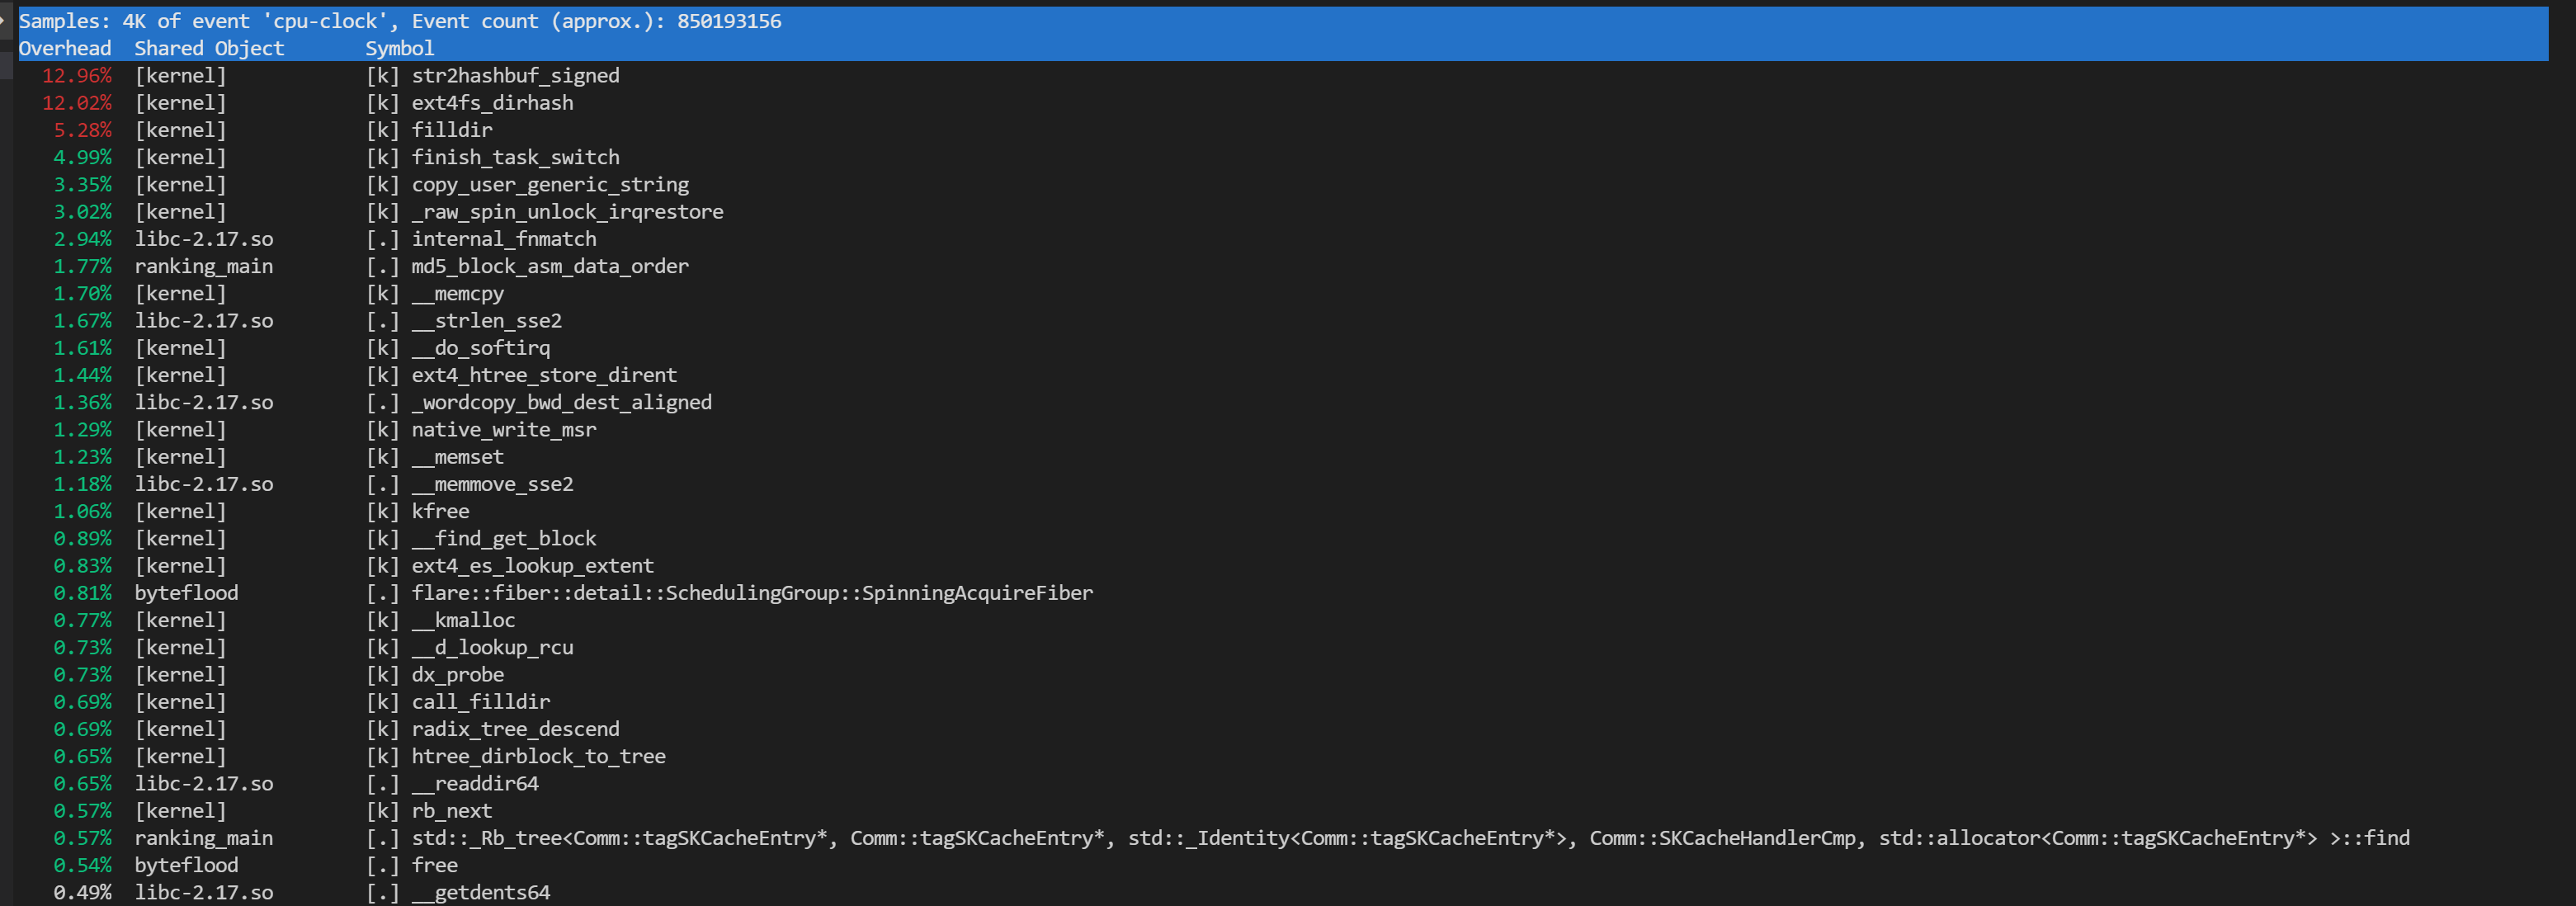 Samples: 4K of event 'cpu-clock', Event count (approx.): 850193156
Overhead  Shared Object       Symbol
12.96%  [kernel]            [k] str2hashbuf_signed
12.02%  [kernel]            [k] ext4fs_dirhash
5.28%  [kernel]            [k] filldir
4.99%  [kernel]            [k] finish_task_switch
3.35%  [kernel]            [k] copy_user_generic_string
3.02%  [kernel]            [k] _raw_spin_unlock_irqrestore
2.94%  libc-2.17.so        [.] internal_fnmatch
1.77%  ranking_main        [.] md5_block_asm_data_order
1.70%  [kernel]            [k] __memcpy
1.67%  libc-2.17.so        [.] __strlen_sse2
1.61%  [kernel]            [k] __do_softirq
1.44%  [kernel]            [k] ext4_htree_store_dirent
1.36%  libc-2.17.so        [.] _wordcopy_bwd_dest_aligned
1.29%  [kernel]            [k] native_write_msr
1.23%  [kernel]            [k] __memset
1.18%  libc-2.17.so        [.] __memmove_sse2
1.06%  [kernel]            [k] kfree
0.89%  [kernel]            [k] __find_get_block
0.83%  [kernel]            [k] ext4_es_lookup_extent
0.81%  byteflood           [.] flare::fiber::detail::SchedulingGroup::SpinningAcquireFiber
0.77%  [kernel]            [k] __kmalloc
0.73%  [kernel]            [k] __d_lookup_rcu
0.73%  [kernel]            [k] dx_probe
0.69%  [kernel]            [k] call_filldir
0.69%  [kernel]            [k] radix_tree_descend
0.65%  [kernel]            [k] htree_dirblock_to_tree
0.65%  libc-2.17.so        [.] __readdir64
0.57%  [kernel]            [k] rb_next
0.57%  ranking_main        [.] std::_Rb_tree<Comm::tagSKCacheEntry*, Comm::tagSKCacheEntry*, std::_Identity<Comm::tagSKCacheEntry*>, Comm::SKCacheHandlerCmp, std::allocator<Comm::tagSKCacheEntry*> >::find
0.54%  byteflood           [.] free
0.49%  libc-2.17.so        [.] __getdents64